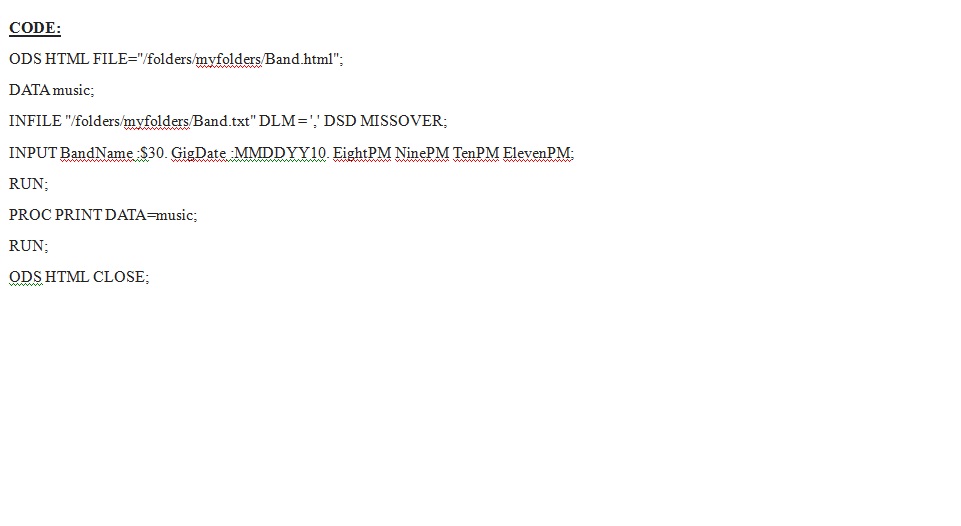 CODE:
ODS HTML FILE="/folders/myfolders/Band.html";
DATA music;
INFILE "/folders/myfolders/Band.txt" DLM = ',' DSD MISSOVER;
INPUT BandName :$30. GigDate :MMDDYY10. EightPM NinePM TenPM ElevenPM;
RUN;
PROC PRINT DATA=music;
RUN;
ODS HTML CLOSE;